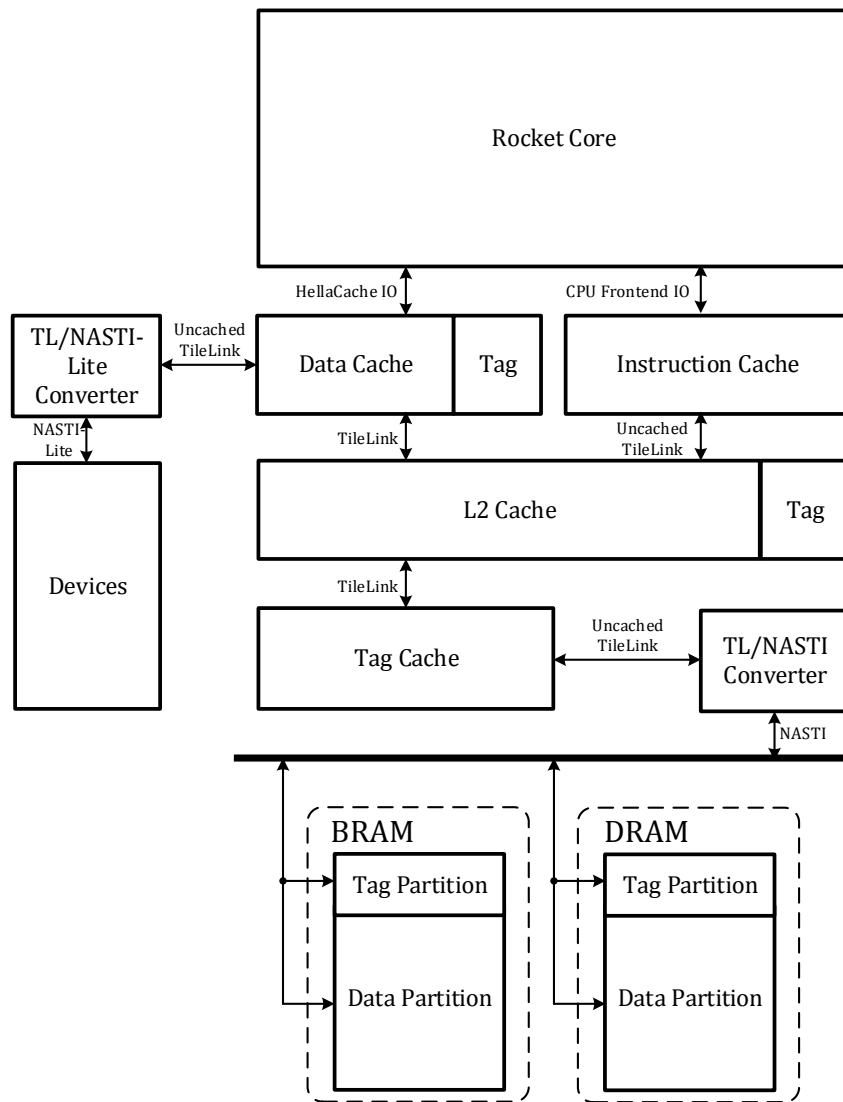 Rocket Core
HellaCache IO
CPU Frontend IO
TL/NASTI-
Lite
Converter
Uncached
TileLink
Data Cache
Tag
Instruction Cache
NASTI-
Lite
TileLink
Uncached
TileLink
L2 Cache
Tag
Devices
TileLink
Tag Cache
Uncached
TileLink
TL/NASTI
Converter
NASTI
BRAM
Tag Partition
Data Partition
DRAM
Tag Partition
Data Partition